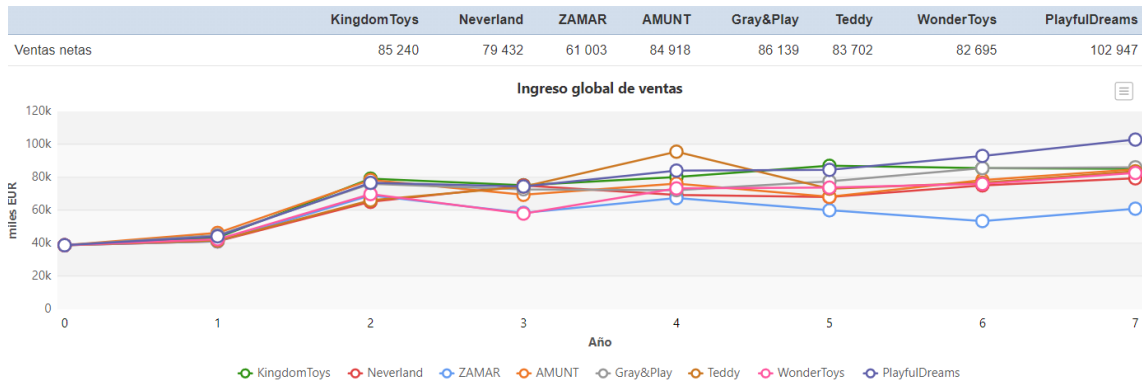 KingdomToys Neverland ZAMAR AMUNT Gray&Play Teddy WonderToys PlayfulDreams
Ventas netas 85 240 79 432 61 003 84 918 86 139 83 702 82 695 102 947
Ingreso global de ventas
120k
100k
80k
60k
40k
20k
0
miles EUR
0 1 2 3 4 5 6 7
Año
KingdomToys Neverland ZAMAR AMUNT Gray&Play Teddy WonderToys PlayfulDreams